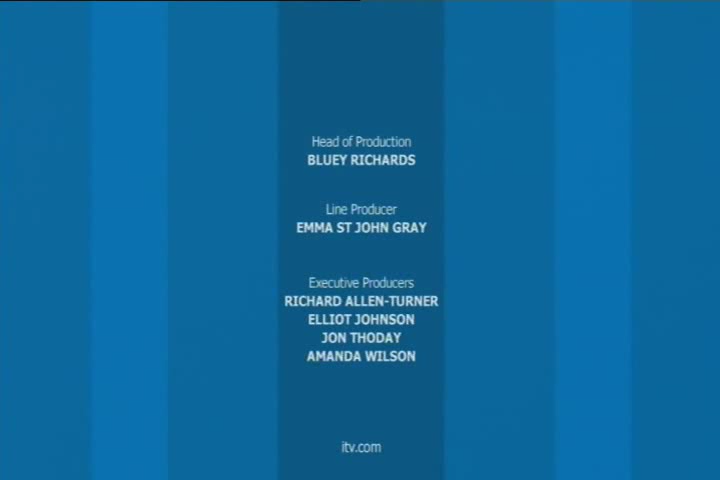 Head of Production
BLUEY RICHARDS
Line Producer
EMMA ST JOHN GRAY
Executive Producers
RICHARD ALLEN-TURNER
ELLIOT JOHNSON
JON THODAY
AMANDA WILSON
itv.com